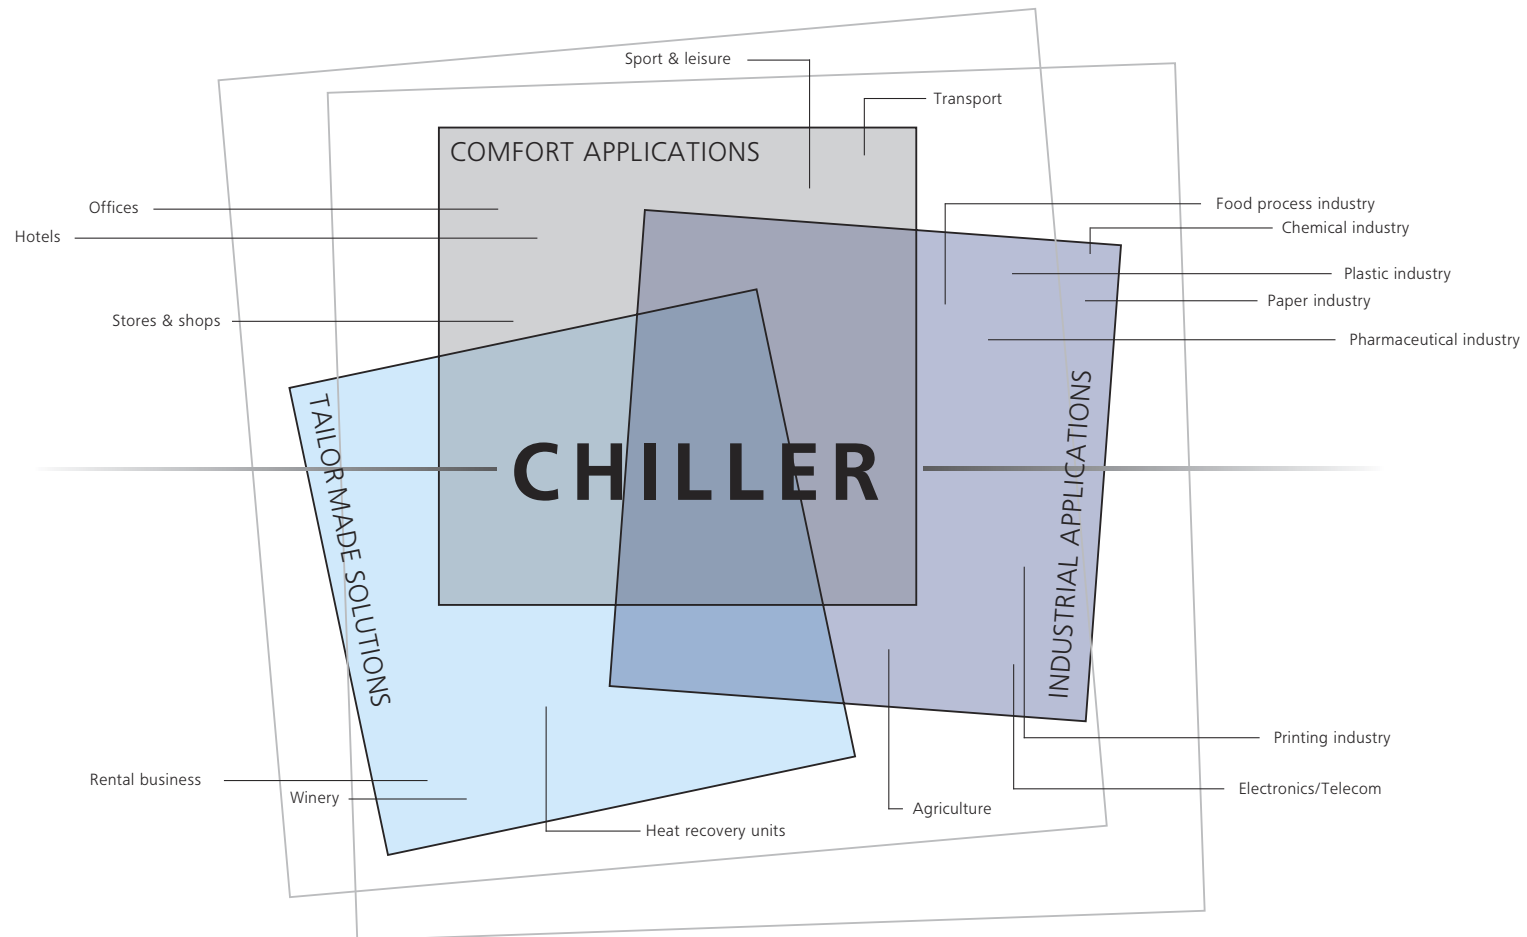 Sport & leisure
Transport
COMFORT APPLICATIONS
Offices
Hotels
Stores & shops
Food process industry
Chemical industry
Plastic industry
Paper industry
Pharmaceutical industry
TAILOR MADE SOLUTIONS
CHILLER
INDUSTRIAL APPLICATIONS
Printing industry
Electronics/Telecom
Agriculture
Rental business
Winery
Heat recovery units